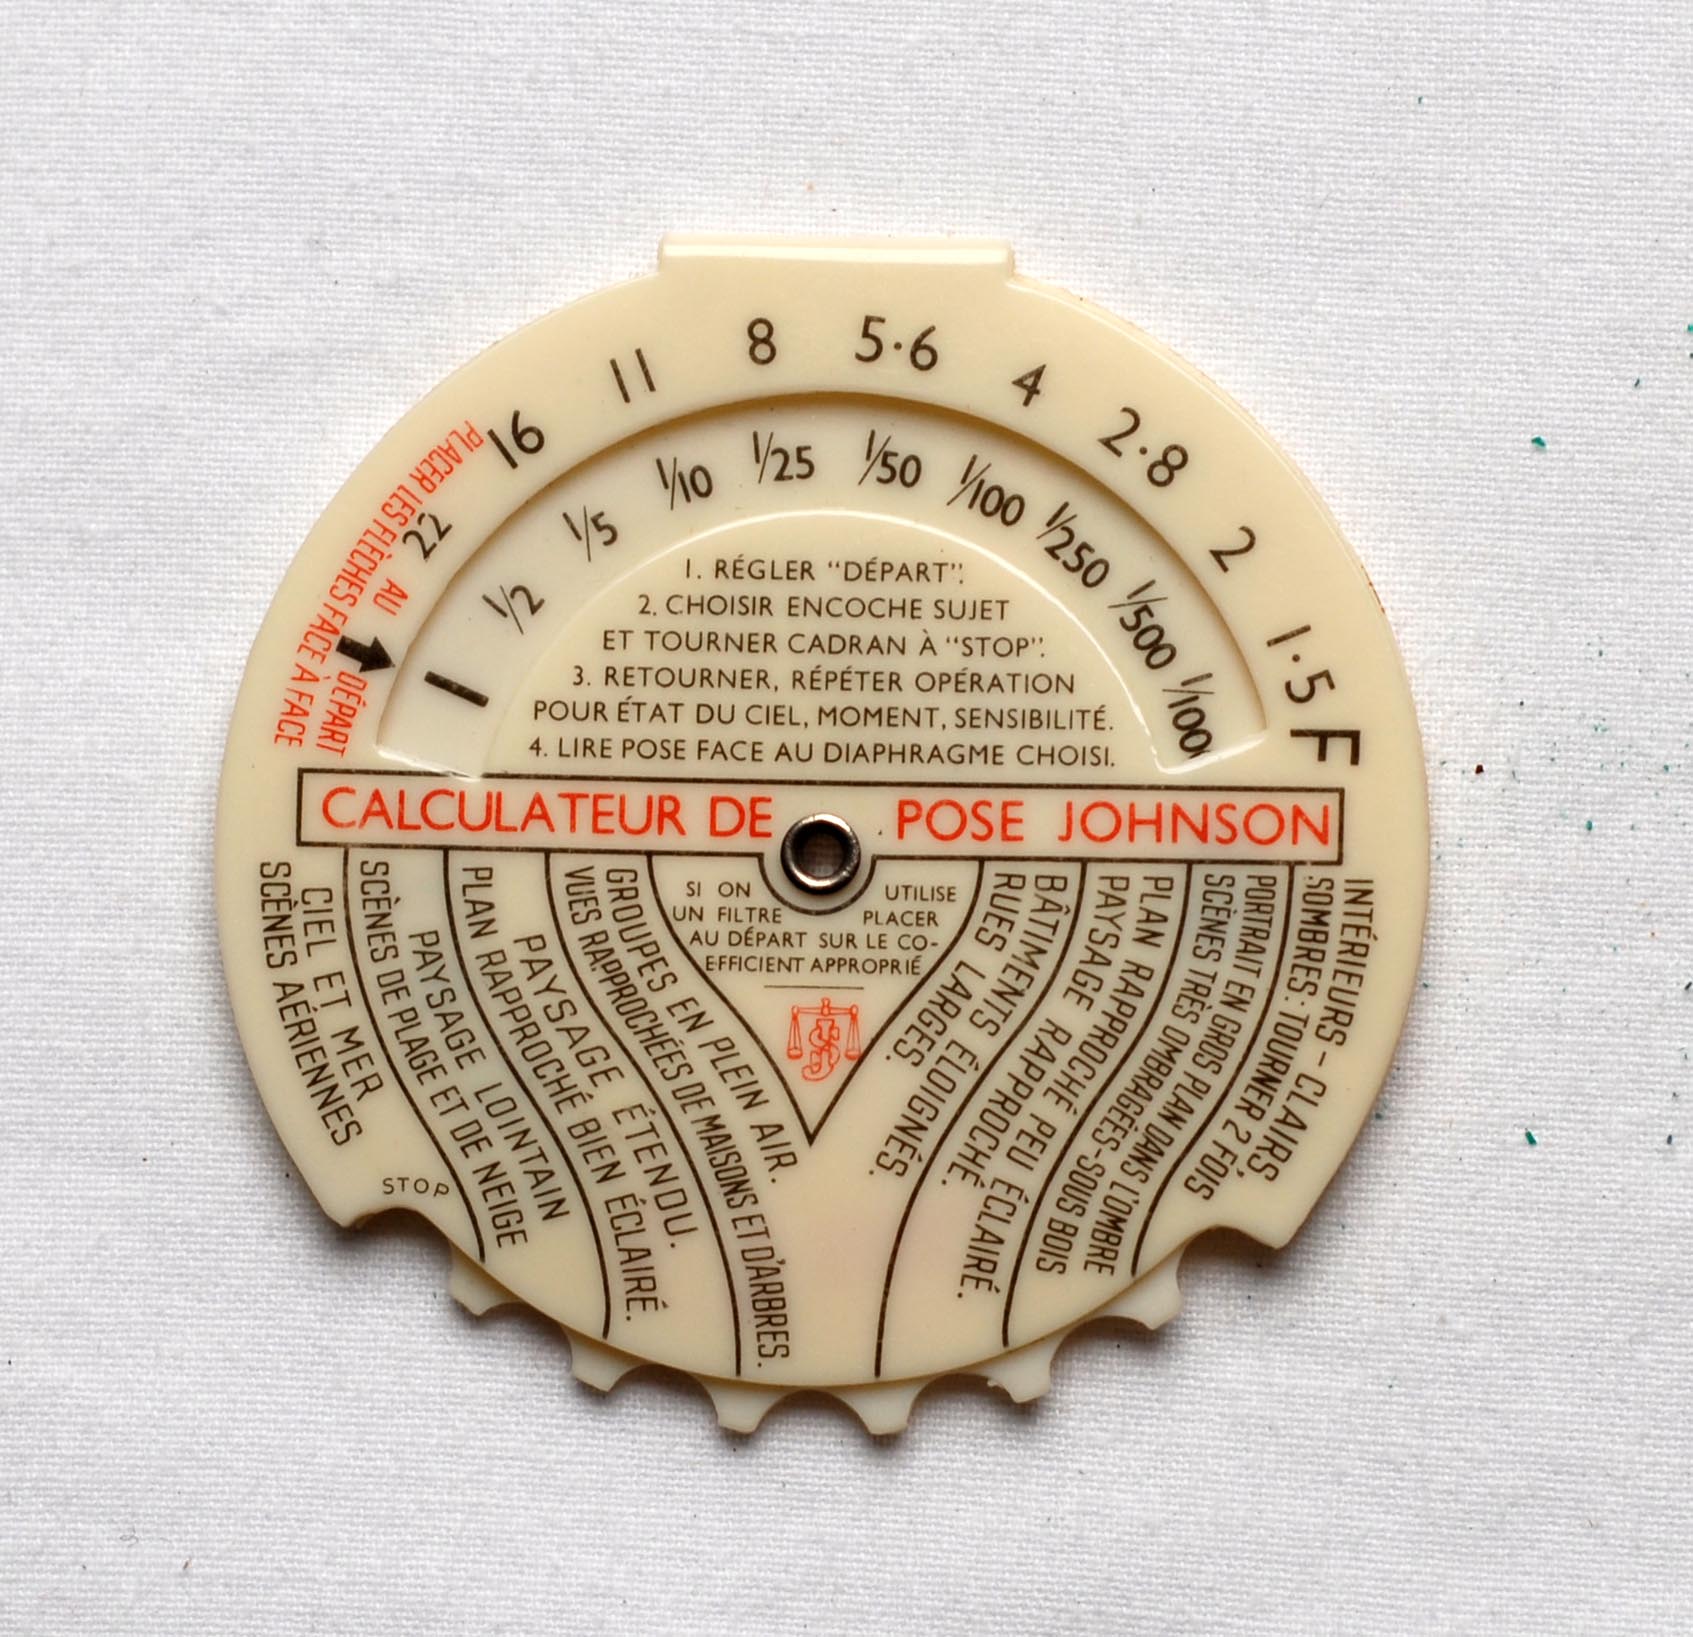 22 16 11 8 5·6 4 2·8 2 1·5 F
PLACER LES FLÈCHES FACE À FACE
AU DÉPART
1 1/2 1/5 1/10 1/25 1/50 1/100 1/250 1/500
1. RÉGLER "DÉPART".
2. CHOISIR ENCOCHE SUJET
ET TOURNER CADRAN À "STOP".
3. RETOURNER, RÉPÉTER OPÉRATION
POUR ÉTAT DU CIEL, MOMENT, SENSIBILITÉ.
4. LIRE POSE FACE AU DIAPHRAGME CHOISI.
CALCULATEUR DE POSE JOHNSON
SI ON UTILISE
UN FILTRE PLACER
AU DÉPART SUR LE CO-
EFFICIENT APPROPRIÉ
CIEL ET MER
SCÈNES AÉRIENNES
STOP
PAYSAGE LOINTAIN
SCÈNES DE PLAGE ET DE NEIGE
PAYSAGE ÉTENDU.
PLAN RAPPROCHÉ BIEN ÉCLAIRÉ.
GROUPES EN PLEIN AIR.
VUES RAPPROCHÉES DE MAISONS ET D'ARBRES.
BÂTIMENTS ÉLOIGNÉS.
RUES LARGES.
PLAN RAPPROCHÉ PEU ÉCLAIRÉ.
PAYSAGE RAPPROCHÉ.
PORTRAIT EN GROS PLAN DANS L'OMBRE
SCÈNES TRÈS OMBRAGÉES-SOUS BOIS
INTÉRIEURS - CLAIRS,
SOMBRES: TOURNER 2 FOIS